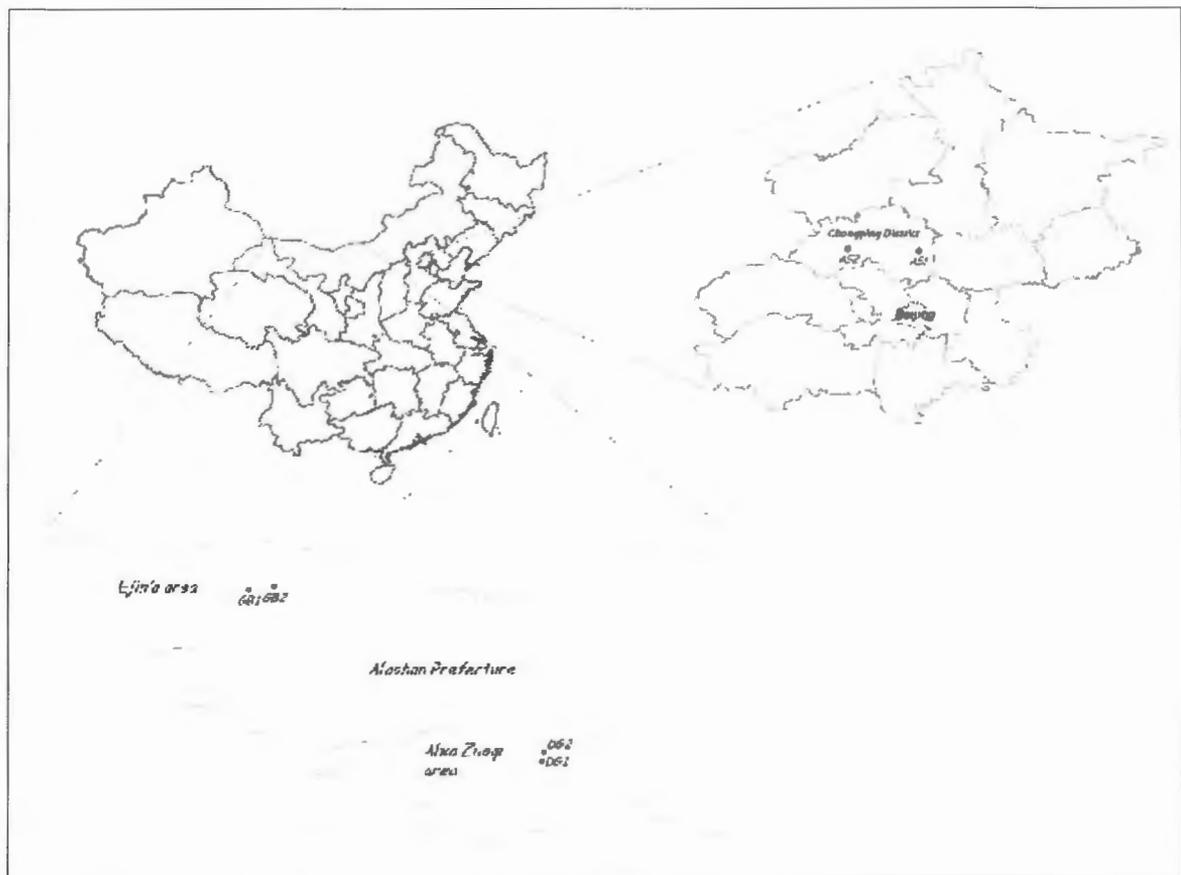 Changping District
AS2
AS1
Beijing
Ejin'a area
GB1 GB2
Alashan Prefecture
Alxa Zuoqi
area
DG2
DG1